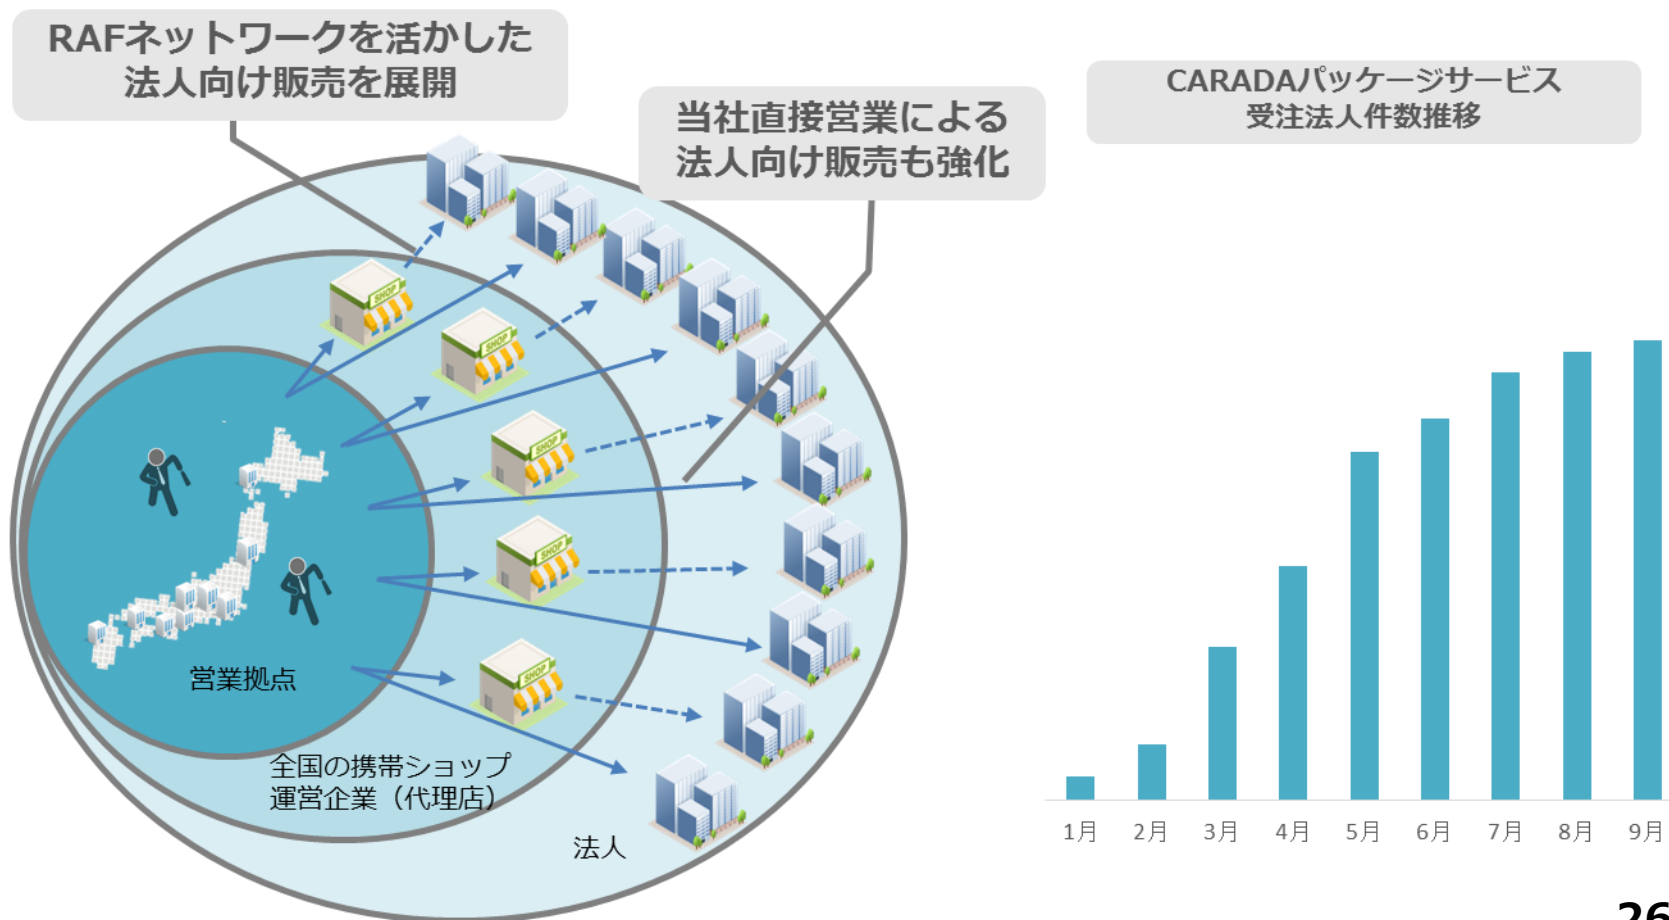 RAFネットワークを活かした
法人向け販売を展開
当社直接営業による
法人向け販売も強化
CARADAパッケージサービス
受注法人件数推移
SHOP
SHOP
SHOP
SHOP
SHOP
営業拠点
全国の携帯ショップ
運営企業（代理店）
法人
1月 2月 3月 4月 5月 6月 7月 8月 9月
26